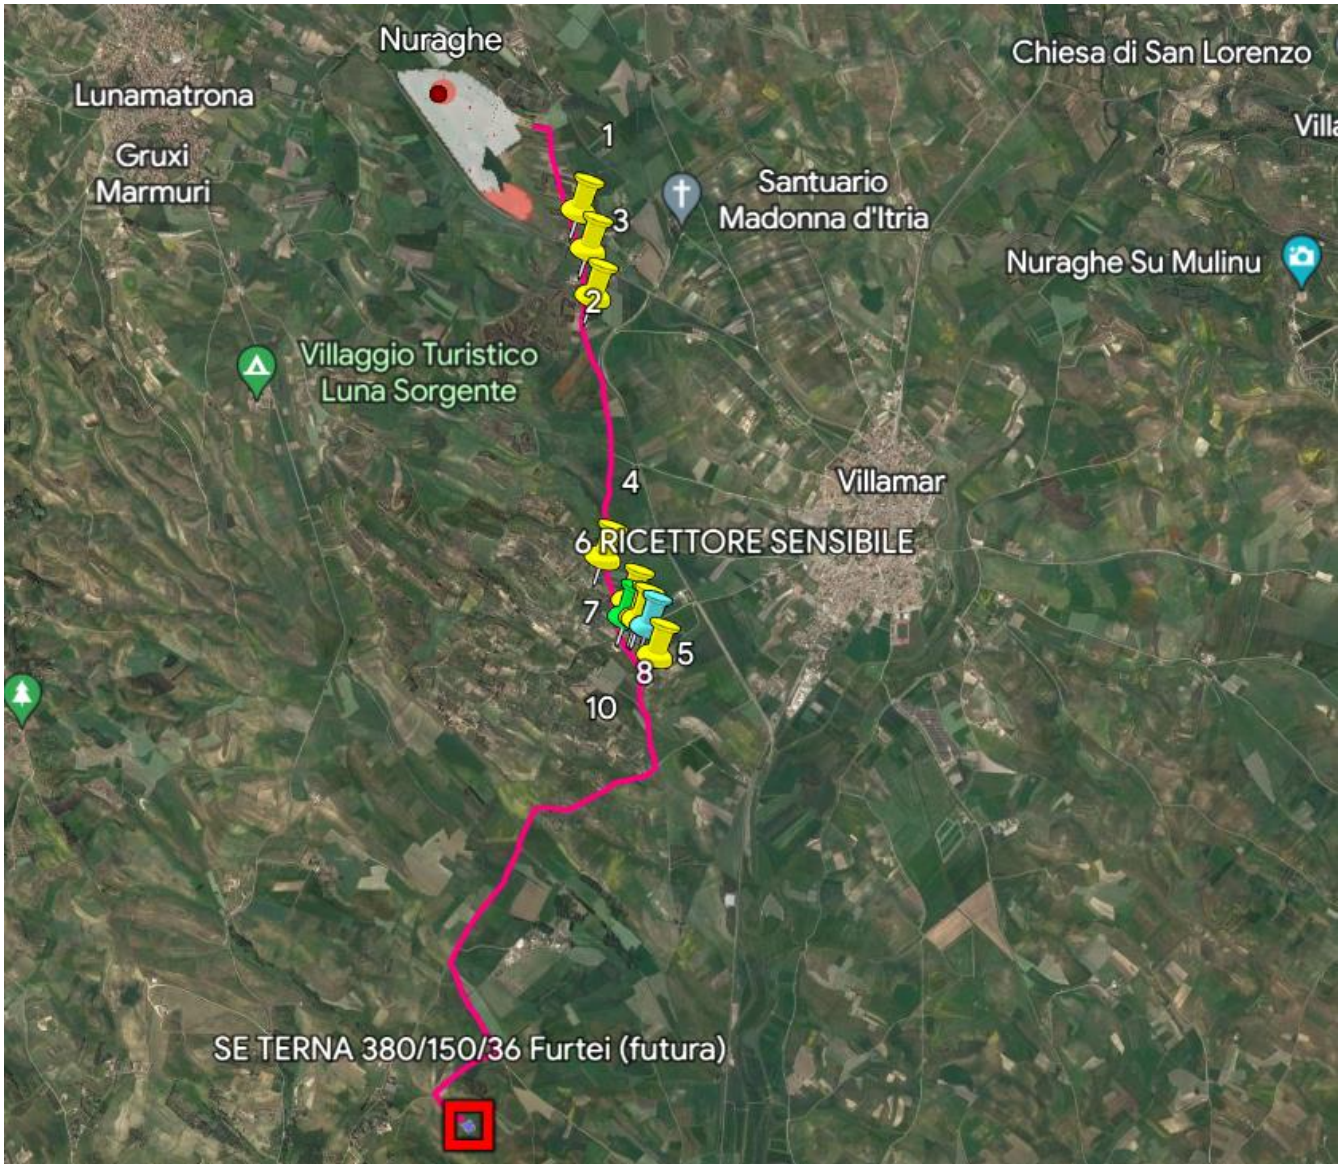 Nuraghe
Chiesa di San Lorenzo
Lunamatrona
1
Gruxi
Marmuri
Santuario
Madonna d'Itria
3
Nuraghe Su Mulinu
2
Villaggio Turistico
Luna Sorgente
4
Villamar
6 RICETTORE SENSIBILE
7
5
8
10
SE TERNA 380/150/36 Furtei (futura)